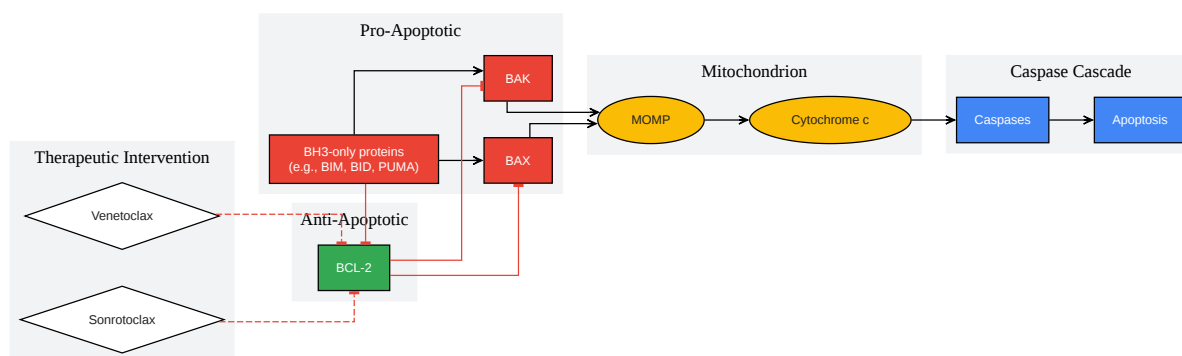 Pro-Apoptotic
BAK
BH3-only proteins
(e.g., BIM, BID, PUMA)
BAX
Mitochondrion
MOMP
Cytochrome c
Caspase Cascade
Caspases
Apoptosis
Therapeutic Intervention
Venetoclax
Sonrotoclax
Anti-Apoptotic
BCL-2